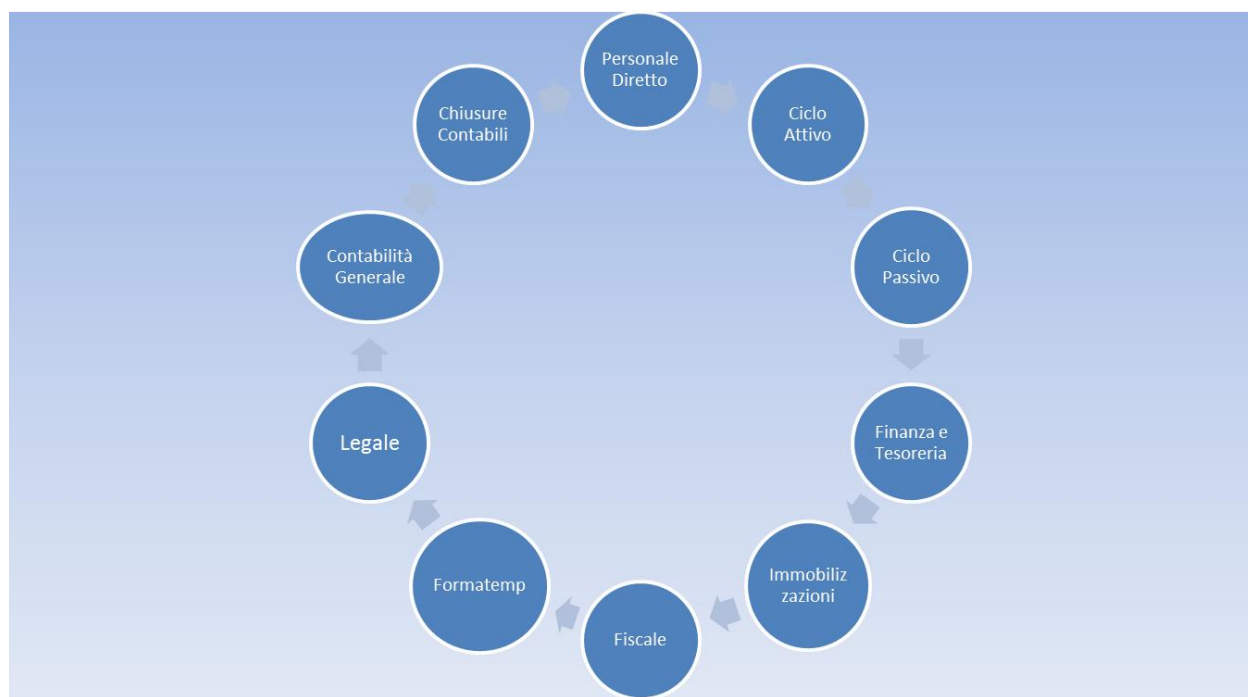 Personale
Diretto
Ciclo
Attivo
Ciclo
Passivo
Finanza e
Tesoreria
Immobiliz
zazioni
Fiscale
Formatemp
Legale
Contabilità
Generale
Chiusure
Contabili